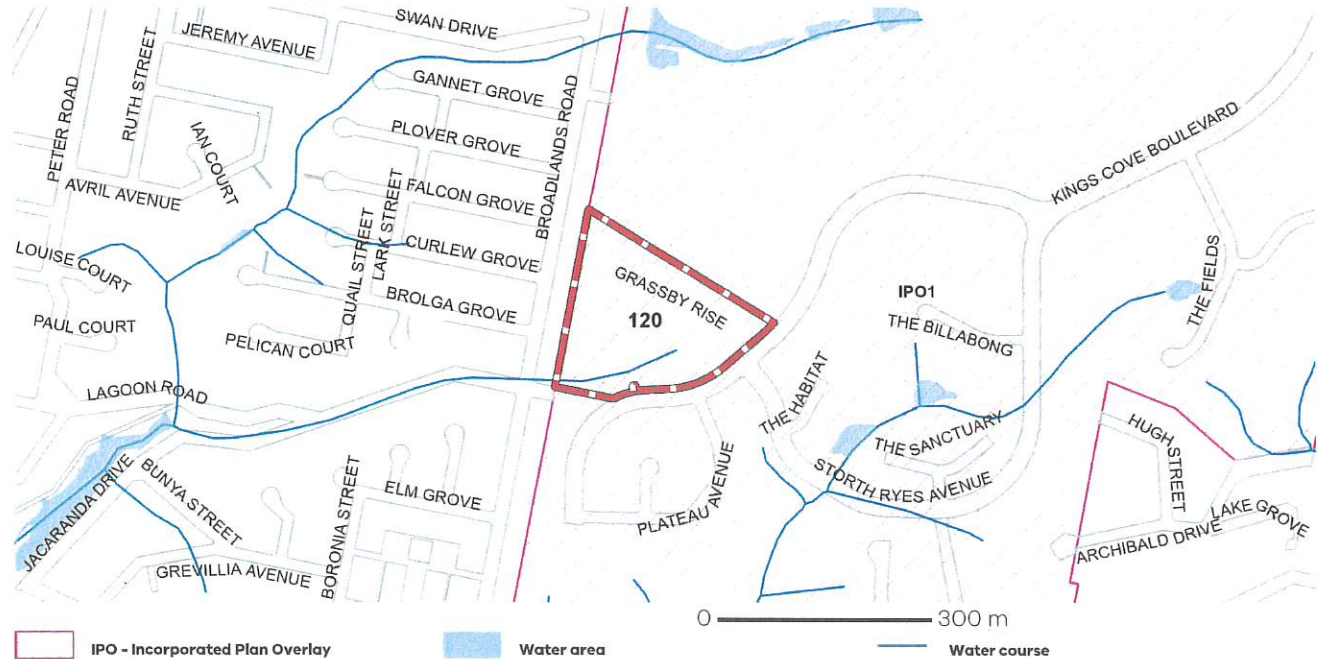 SWAN DRIVE
JEREMY AVENUE
RUTH STREET
PETER ROAD
IAN COURT
AVRIL AVENUE
GANNET GROVE
PLOVER GROVE
FALCON GROVE
CURLEW GROVE
BROLGA GROVE
LARK STREET
QUAIL STREET
BROADLANDS ROAD
LOUISE COURT
PAUL COURT
PELICAN COURT
LAGOON ROAD
GRASSBY RISE
120
KINGS COVE BOULEVARD
THE FIELDS
IPO1
THE BILLABONG
THE HABITAT
THE SANCTUARY
STORTH RYES AVENUE
PLATEAU AVENUE
HUGH STREET
LAKE GROVE
ARCHIBALD DRIVE
JACARANDA DRIVE
BUNYA STREET
BORONIA STREET
ELM GROVE
GREVILLIA AVENUE
0 300 m
IPO - Incorporated Plan Overlay
Water area
Water course